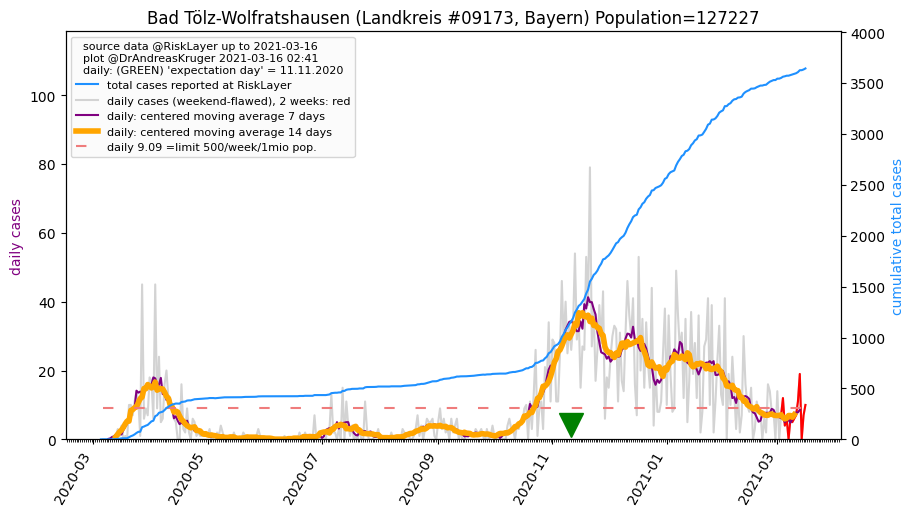 Bad Tölz-Wolfratshausen (Landkreis #09173, Bayern) Population=127227
source data @RiskLayer up to 2021-03-16
plot @DrAndreasKruger 2021-03-16 02:41
daily: (GREEN) 'expectation day' = 11.11.2020
total cases reported at RiskLayer
daily cases (weekend-flawed), 2 weeks: red
daily: centered moving average 7 days
daily: centered moving average 14 days
daily 9.09 =limit 500/week/1mio pop.
daily cases
100
80
60
40
20
0
cumulative total cases
4000
3500
3000
2500
2000
1500
1000
500
0
2020-03
2020-05
2020-07
2020-09
2020-11
2021-01
2021-03